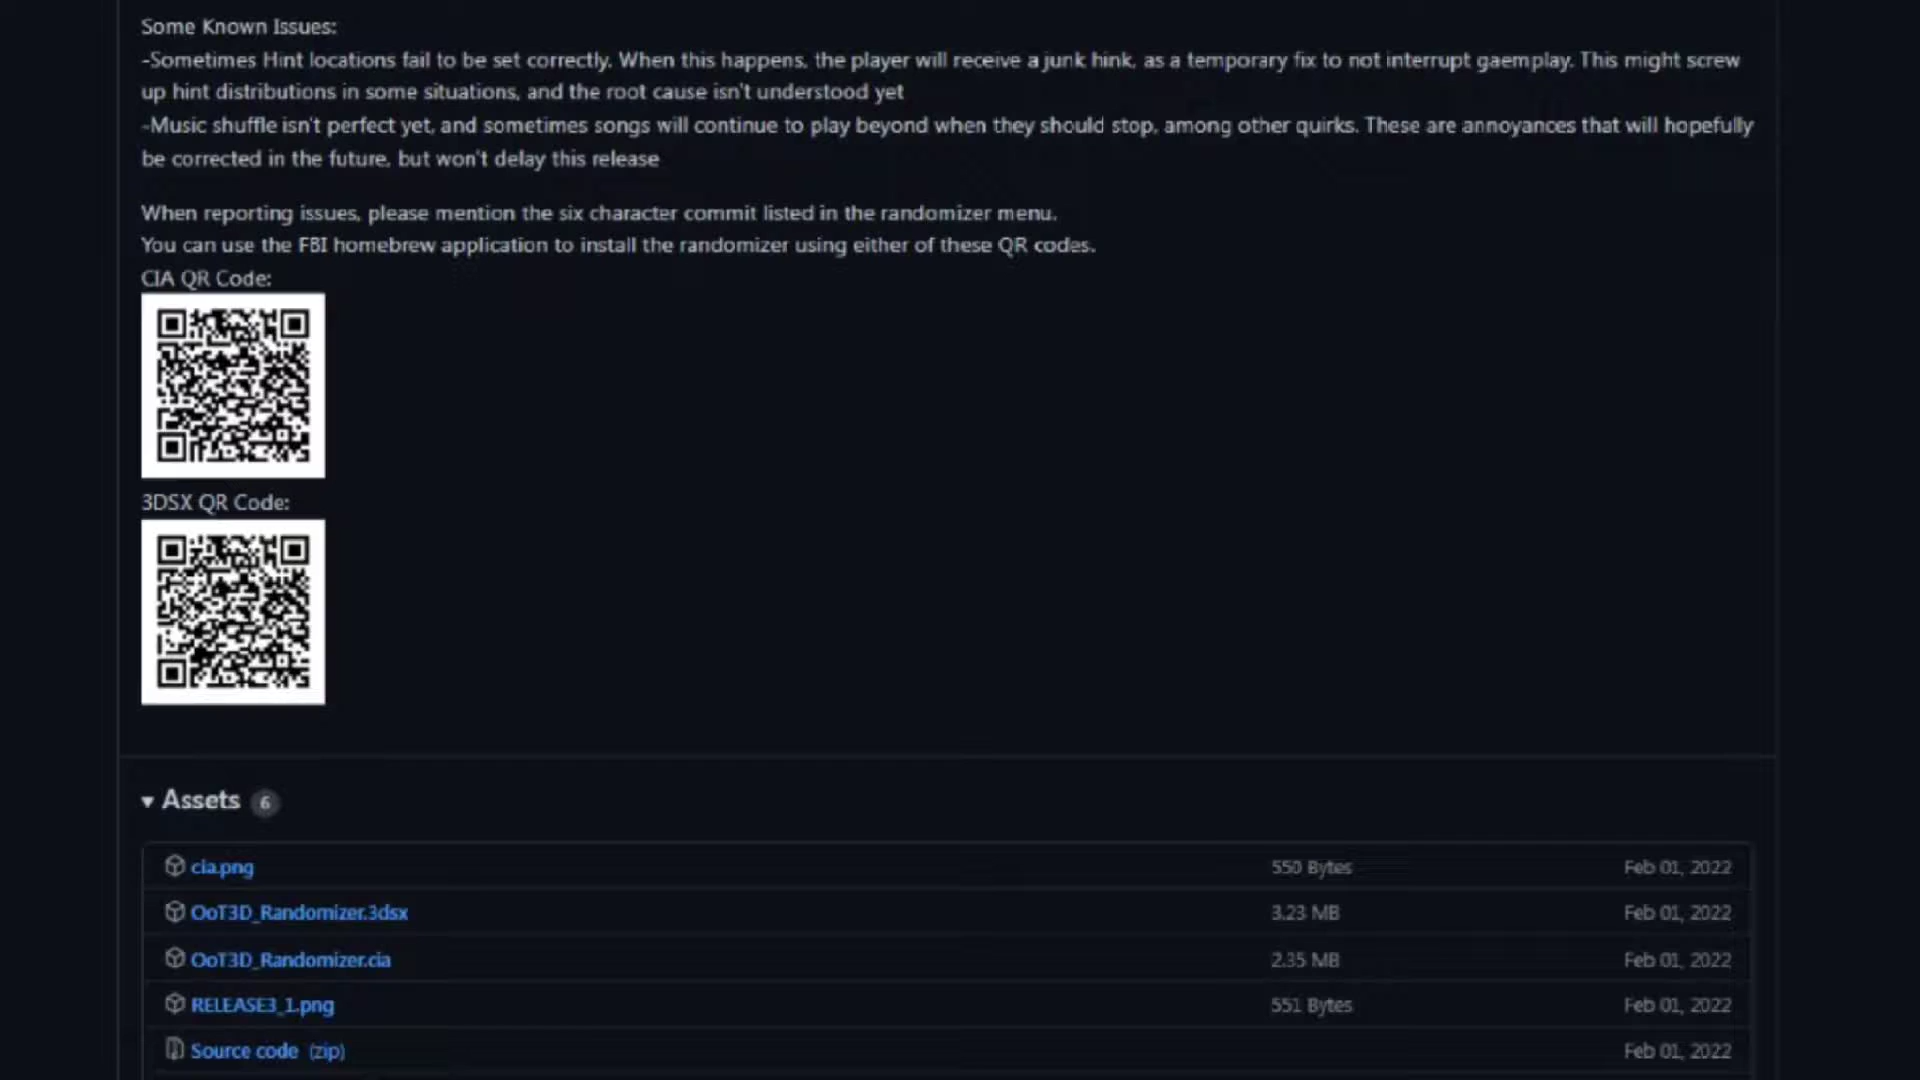 Some Known Issues:
-Sometimes Hint locations fail to be set correctly. When this happens, the player will receive a junk hink, as a temporary fix to not interrupt gaemplay. This might screw
up hint distributions in some situations, and the root cause isn't understood yet
-Music shuffle isn't perfect yet, and sometimes songs will continue to play beyond when they should stop, among other quirks. These are annoyances that will hopefully
be corrected in the future, but won't delay this release
When reporting issues, please mention the six character commit listed in the randomizer menu.
You can use the FBI homebrew application to install the randomizer using either of these QR codes.
CIA QR Code:
3DSX QR Code:
Assets 6
cia.png 550 Bytes Feb 01, 2022
OoT3D_Randomizer.3dsx 3.23 MB Feb 01, 2022
OoT3D_Randomizer.cia 2.35 MB Feb 01, 2022
RELEASE3_1.png 551 Bytes Feb 01, 2022
Source code (zip) Feb 01, 2022